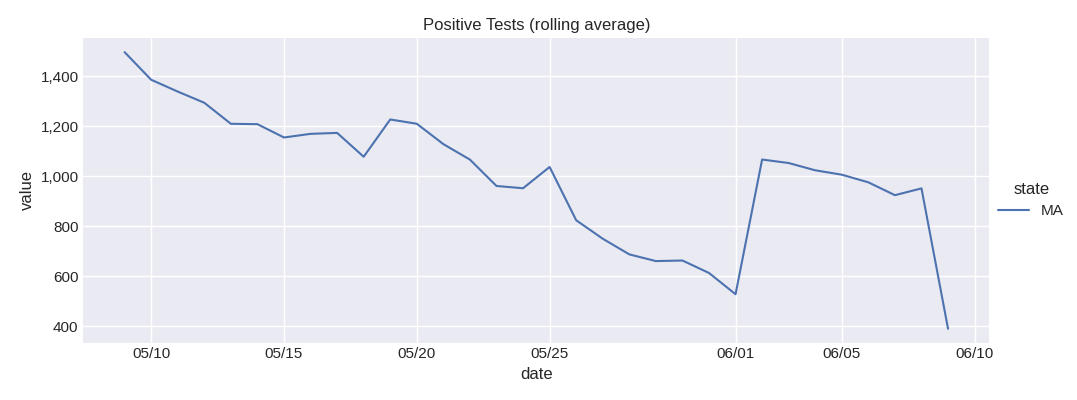 Positive Tests (rolling average)
1,400
1,200
1,000
800
600
400
value
05/10 05/15 05/20 05/25 06/01 06/05 06/10
date
state
MA